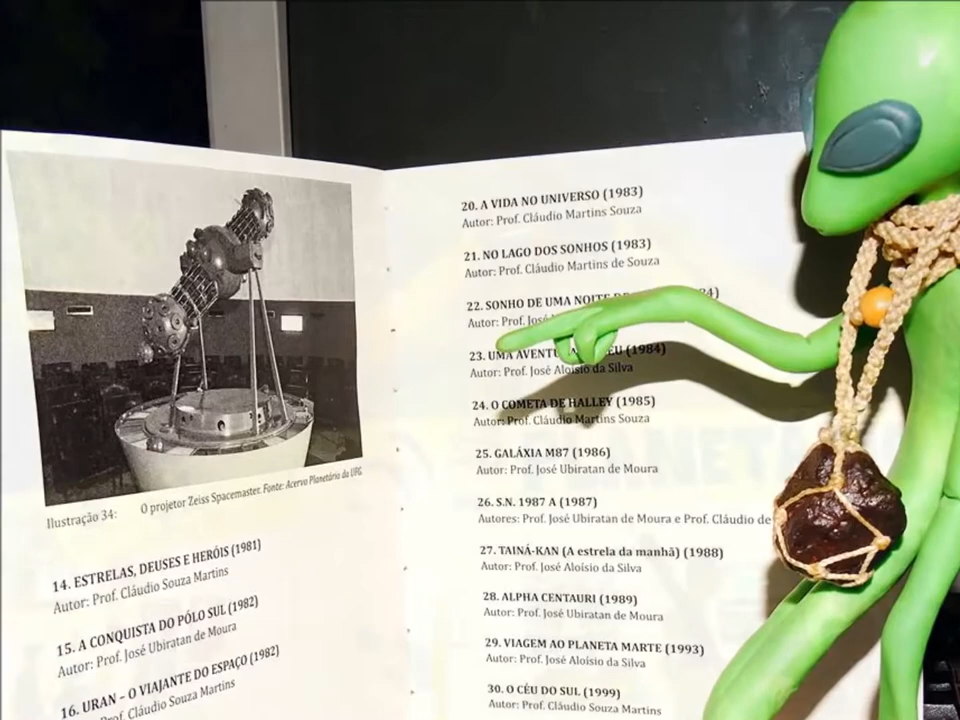 Ilustração 34: O projetor Zeiss Spacemaster. Fonte: Acervo Planetário da UFG
14. ESTRELAS, DEUSES E HERÓIS (1981)
Autor: Prof. Cláudio Souza Martins
15. A CONQUISTA DO PÓLO SUL (1982)
Autor: Prof. José Ubiratan de Moura
16. URAN – O VIAJANTE DO ESPAÇO (1982)
Prof. Cláudio Souza Martins
20. A VIDA NO UNIVERSO (1983)
Autor: Prof. Cláudio Martins Souza
21. NO LAGO DOS SONHOS (1983)
Autor: Prof. Cláudio Martins de Souza
22. SONHO DE UMA NOITE
Autor: Prof.
23. UMA (1984)
Autor: Prof. José Aloísio da Silva
24. O COMETA DE HALLEY (1985)
Autor: Prof. Cláudio Martins Souza
25. GALÁXIA M87 (1986)
Autor: Prof. José Ubiratan de Moura
26. S.N. 1987 A (1987)
Autores: Prof. José Ubiratan de Moura e Prof. Cláudio de
27. TAINÁ-KAN (A estrela da manhã) (1988)
Autor: Prof. José Aloísio da Silva
28. ALPHA CENTAURI (1989)
Autor: Prof. José Ubiratan de Moura
29. VIAGEM AO PLANETA MARTE (1993)
Autor: Prof. José Aloísio da Silva
30. O CÉU DO SUL (1999)
Autor: Prof. Cláudio Souza Martins